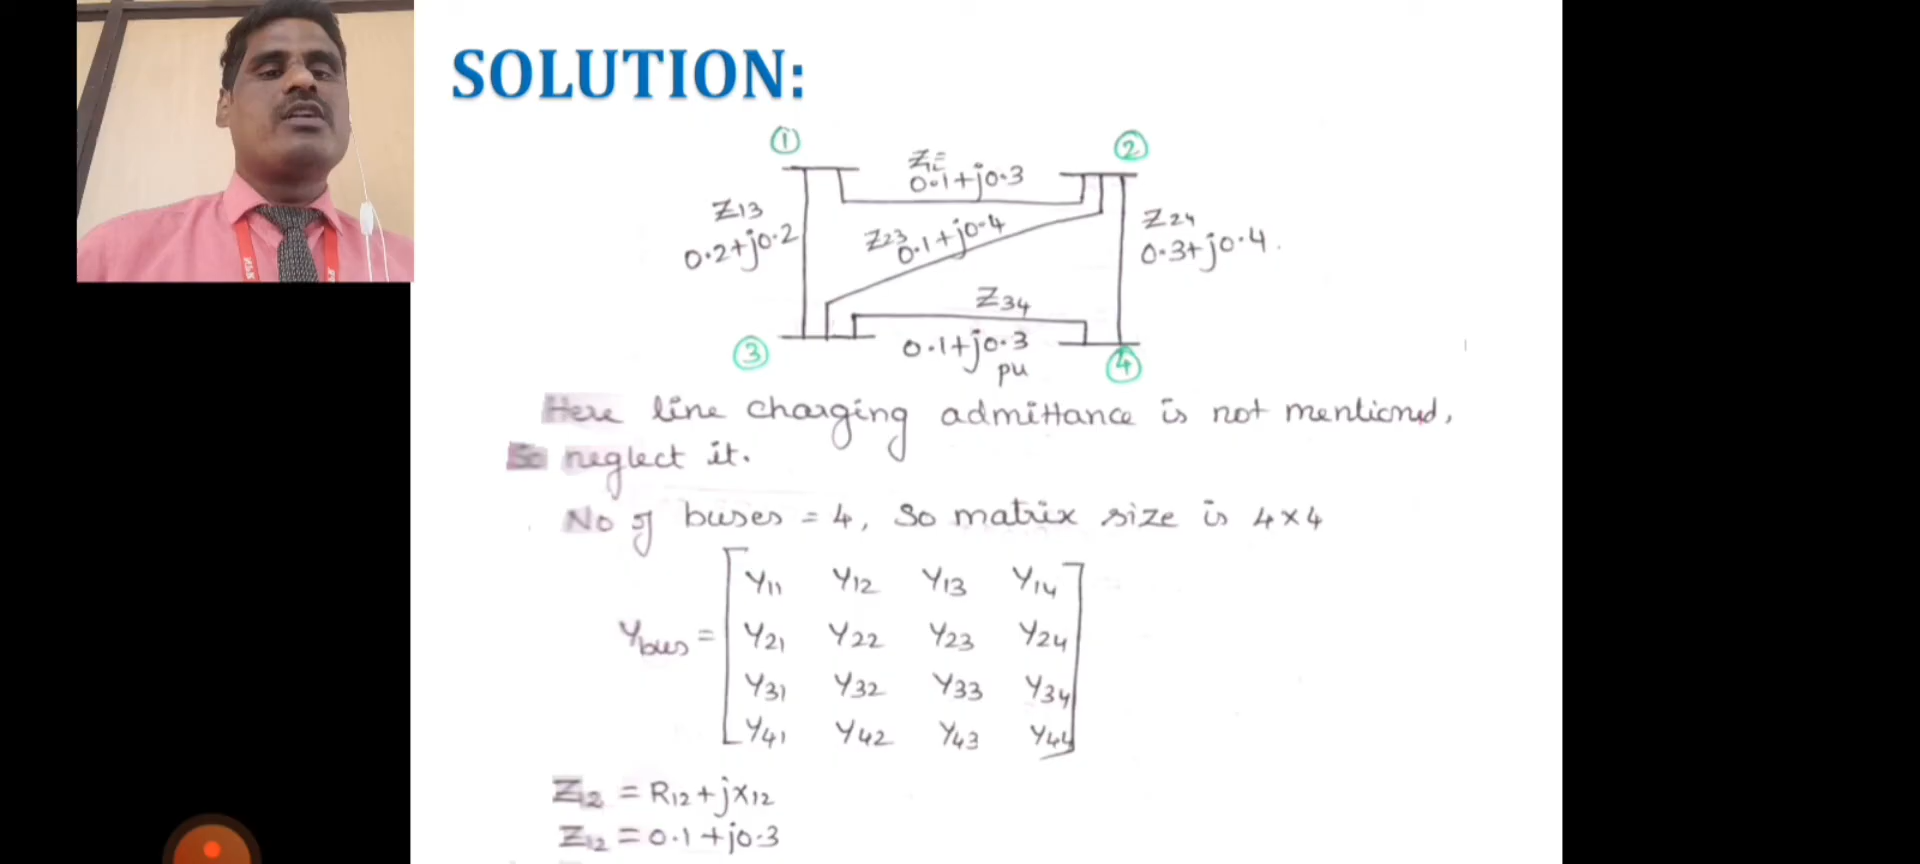 SOLUTION:
1
2
Z12=
0.1+j0.3
Z13
0.2+j0.2
Z23
0.1+j0.4
Z24
0.3+j0.4.
Z34
0.1+j0.3
pu
3
4
Here line charging admittance is not mentioned,
So neglect it.
No of buses = 4, So matrix size is 4×4
Y11 Y12 Y13 Y14
Ybus = Y21 Y22 Y23 Y24
Y31 Y32 Y33 Y34
Y41 Y42 Y43 Y44
Z12 = R12+jx12
Z12 = 0.1+j0.3